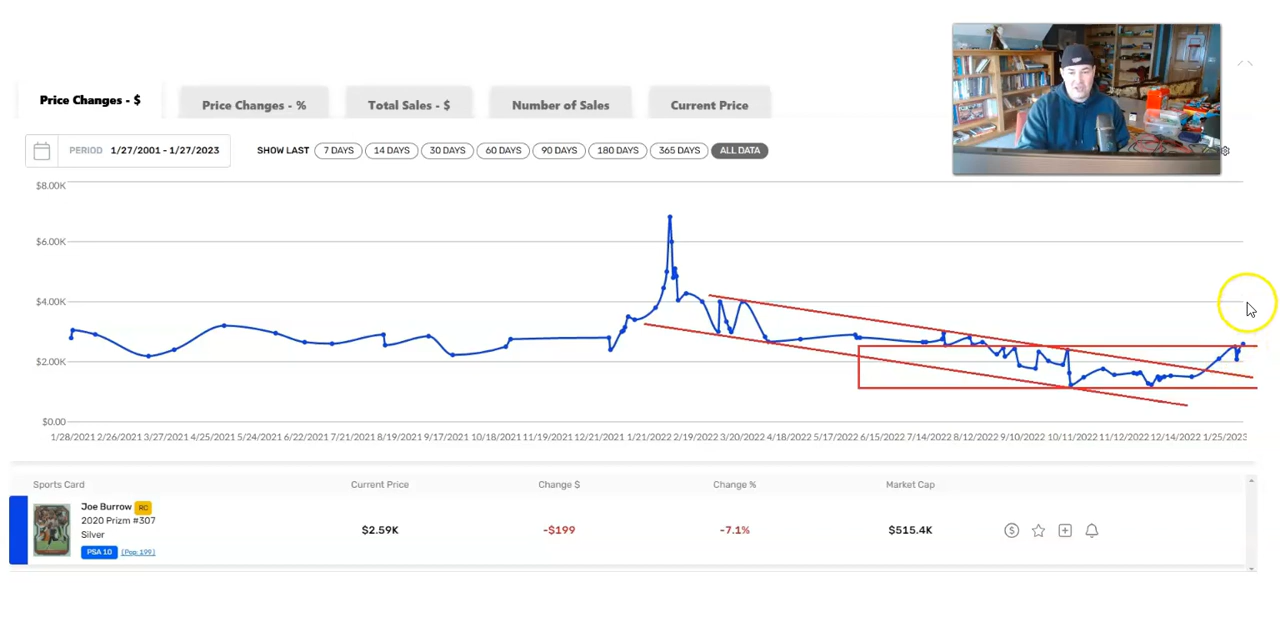 Price Changes - $
Price Changes - %
Total Sales - $
Number of Sales
Current Price
PERIOD 1/27/2001 - 1/27/2023
SHOW LAST 7 DAYS 14 DAYS 30 DAYS 60 DAYS 90 DAYS 180 DAYS 365 DAYS ALL DATA
$8.00K
$6.00K
$4.00K
$2.00K
$0.00
1/28/2021 2/26/2021 3/27/2021 4/25/2021 5/24/2021 6/22/2021 7/21/2021 8/19/2021 9/17/2021 10/18/2021 11/19/2021 12/21/2021 1/21/2022 2/19/2022 3/20/2022 4/18/2022 5/17/2022 6/15/2022 7/14/2022 8/12/2022 9/10/2022 10/11/2022 11/12/2022 12/14/2022 1/25/2023
Sports Card Current Price Change $ Change % Market Cap
Joe Burrow RC
2020 Prizm #307
Silver
PSA 10 [Pop: 199]
$2.59K -$199 -7.1% $515.4K